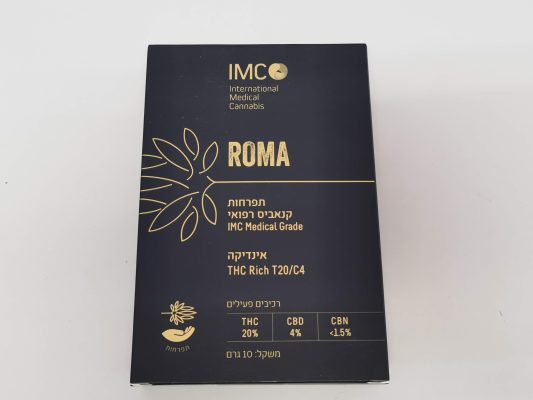 IMC
International
Medical
Cannabis
ROMA
תפרחות
קנאביס רפואי
IMC Medical Grade
אינדיקה
THC Rich T20/C4
רכיבים פעילים
THC CBD CBN
20% 4% <1.5%
משקל: 10 גרם
תפרחות